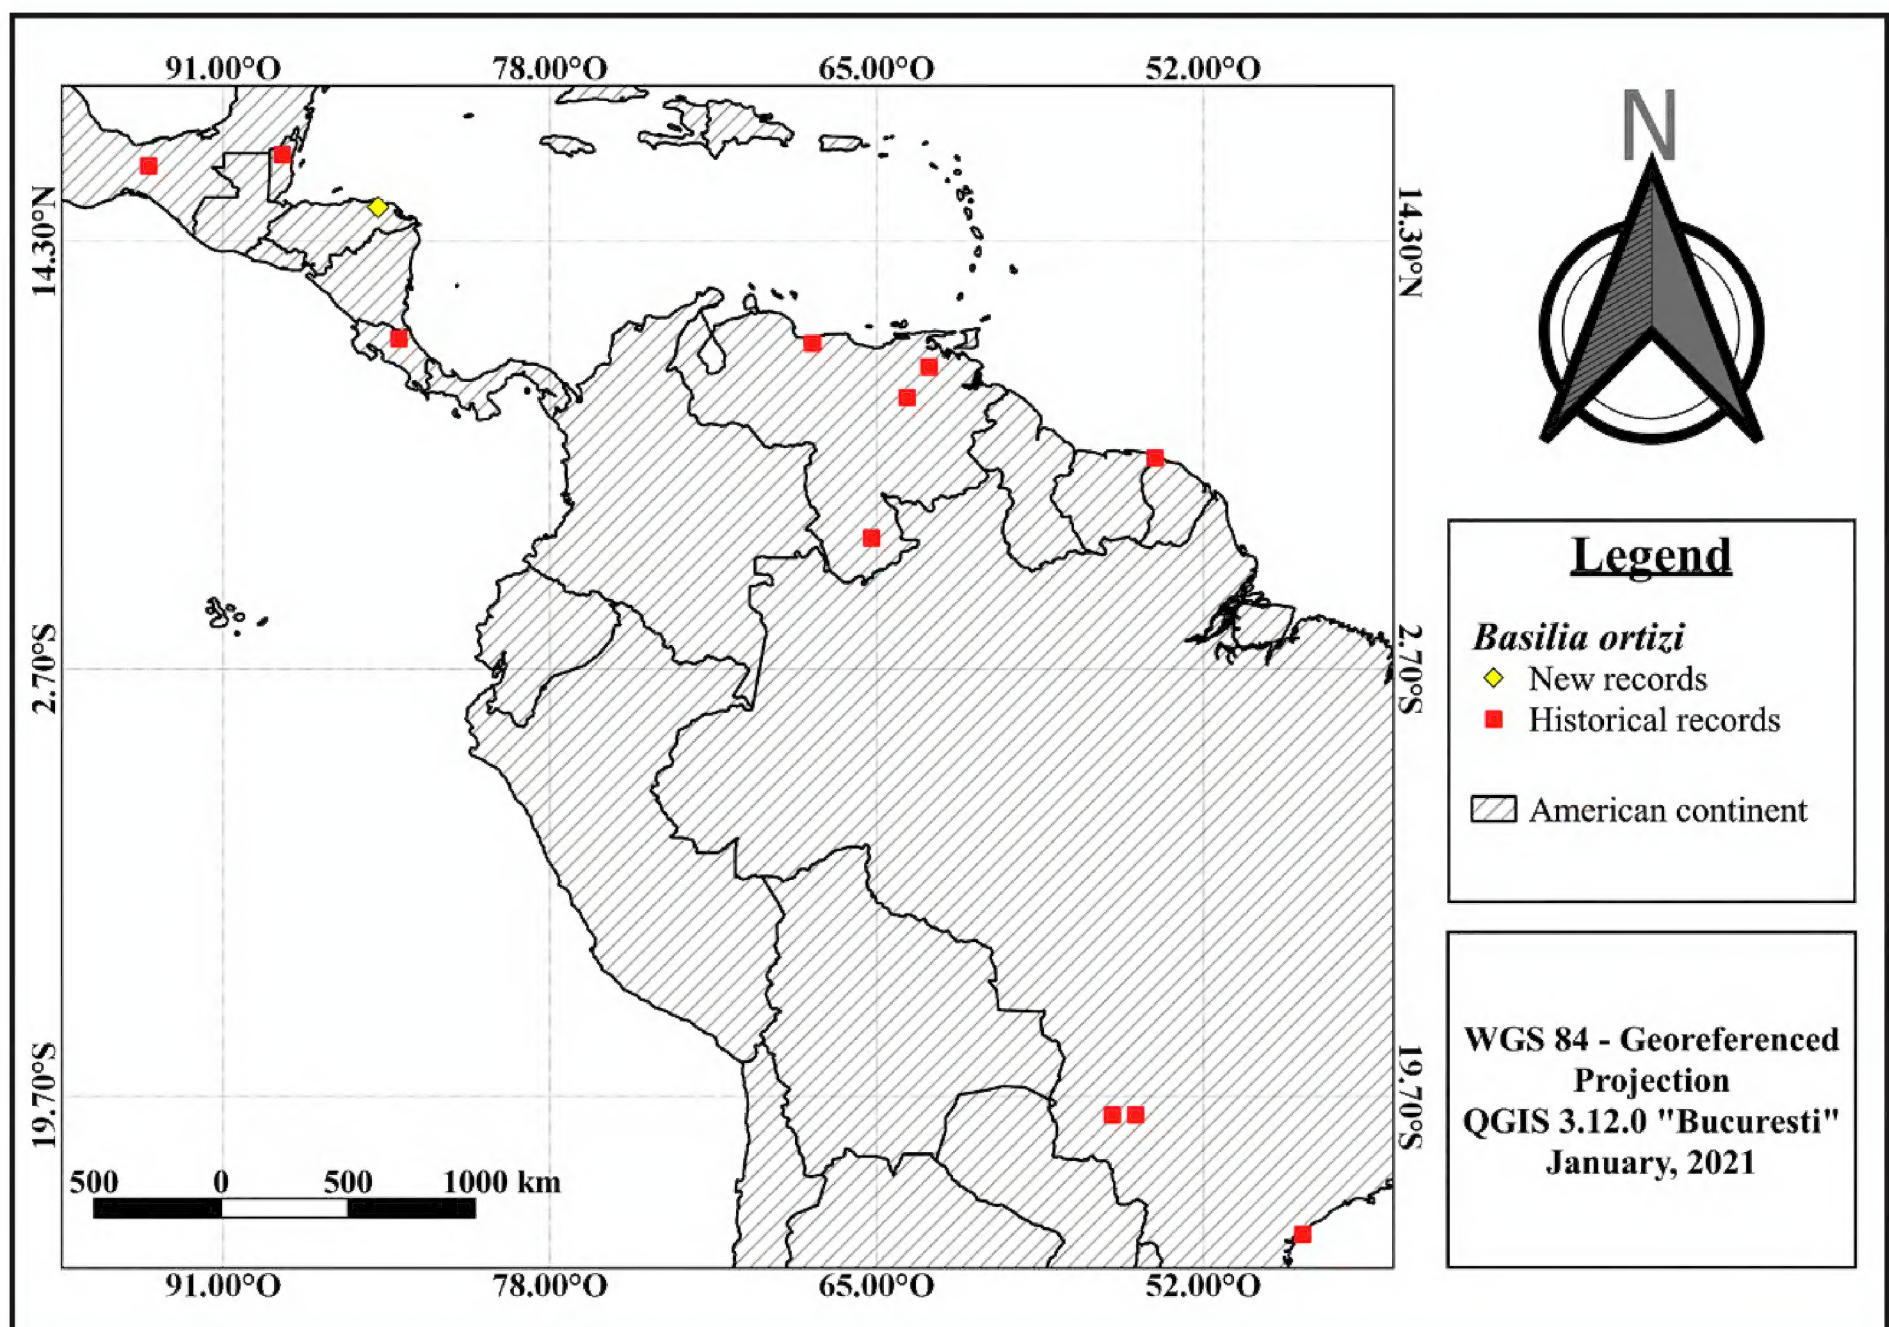 91.00°O 78.00°O 65.00°O 52.00°O
N
14.30°N 14.30°N
2.70°S 2.70°S
19.70°S 19.70°S
500 0 500 1000 km
91.00°O 78.00°O 65.00°O 52.00°O
Legend
Basilia ortizi
New records
Historical records
American continent
WGS 84 - Georeferenced
Projection
QGIS 3.12.0 "Bucuresti"
January, 2021